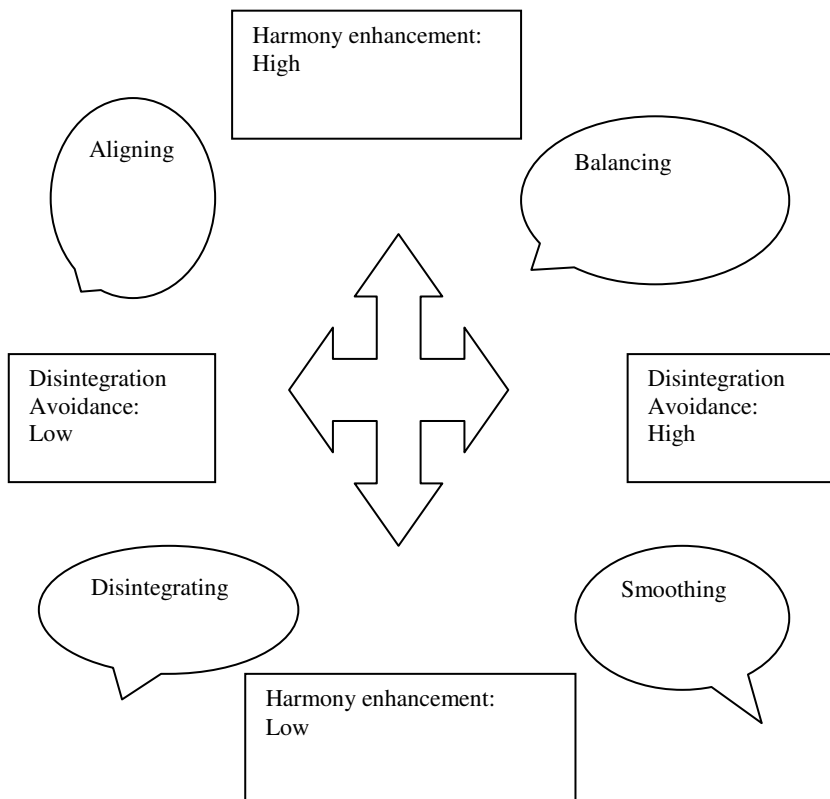 Harmony enhancement:
High
Aligning
Balancing
Disintegration
Avoidance:
Low
Disintegration
Avoidance:
High
Disintegrating
Smoothing
Harmony enhancement:
Low